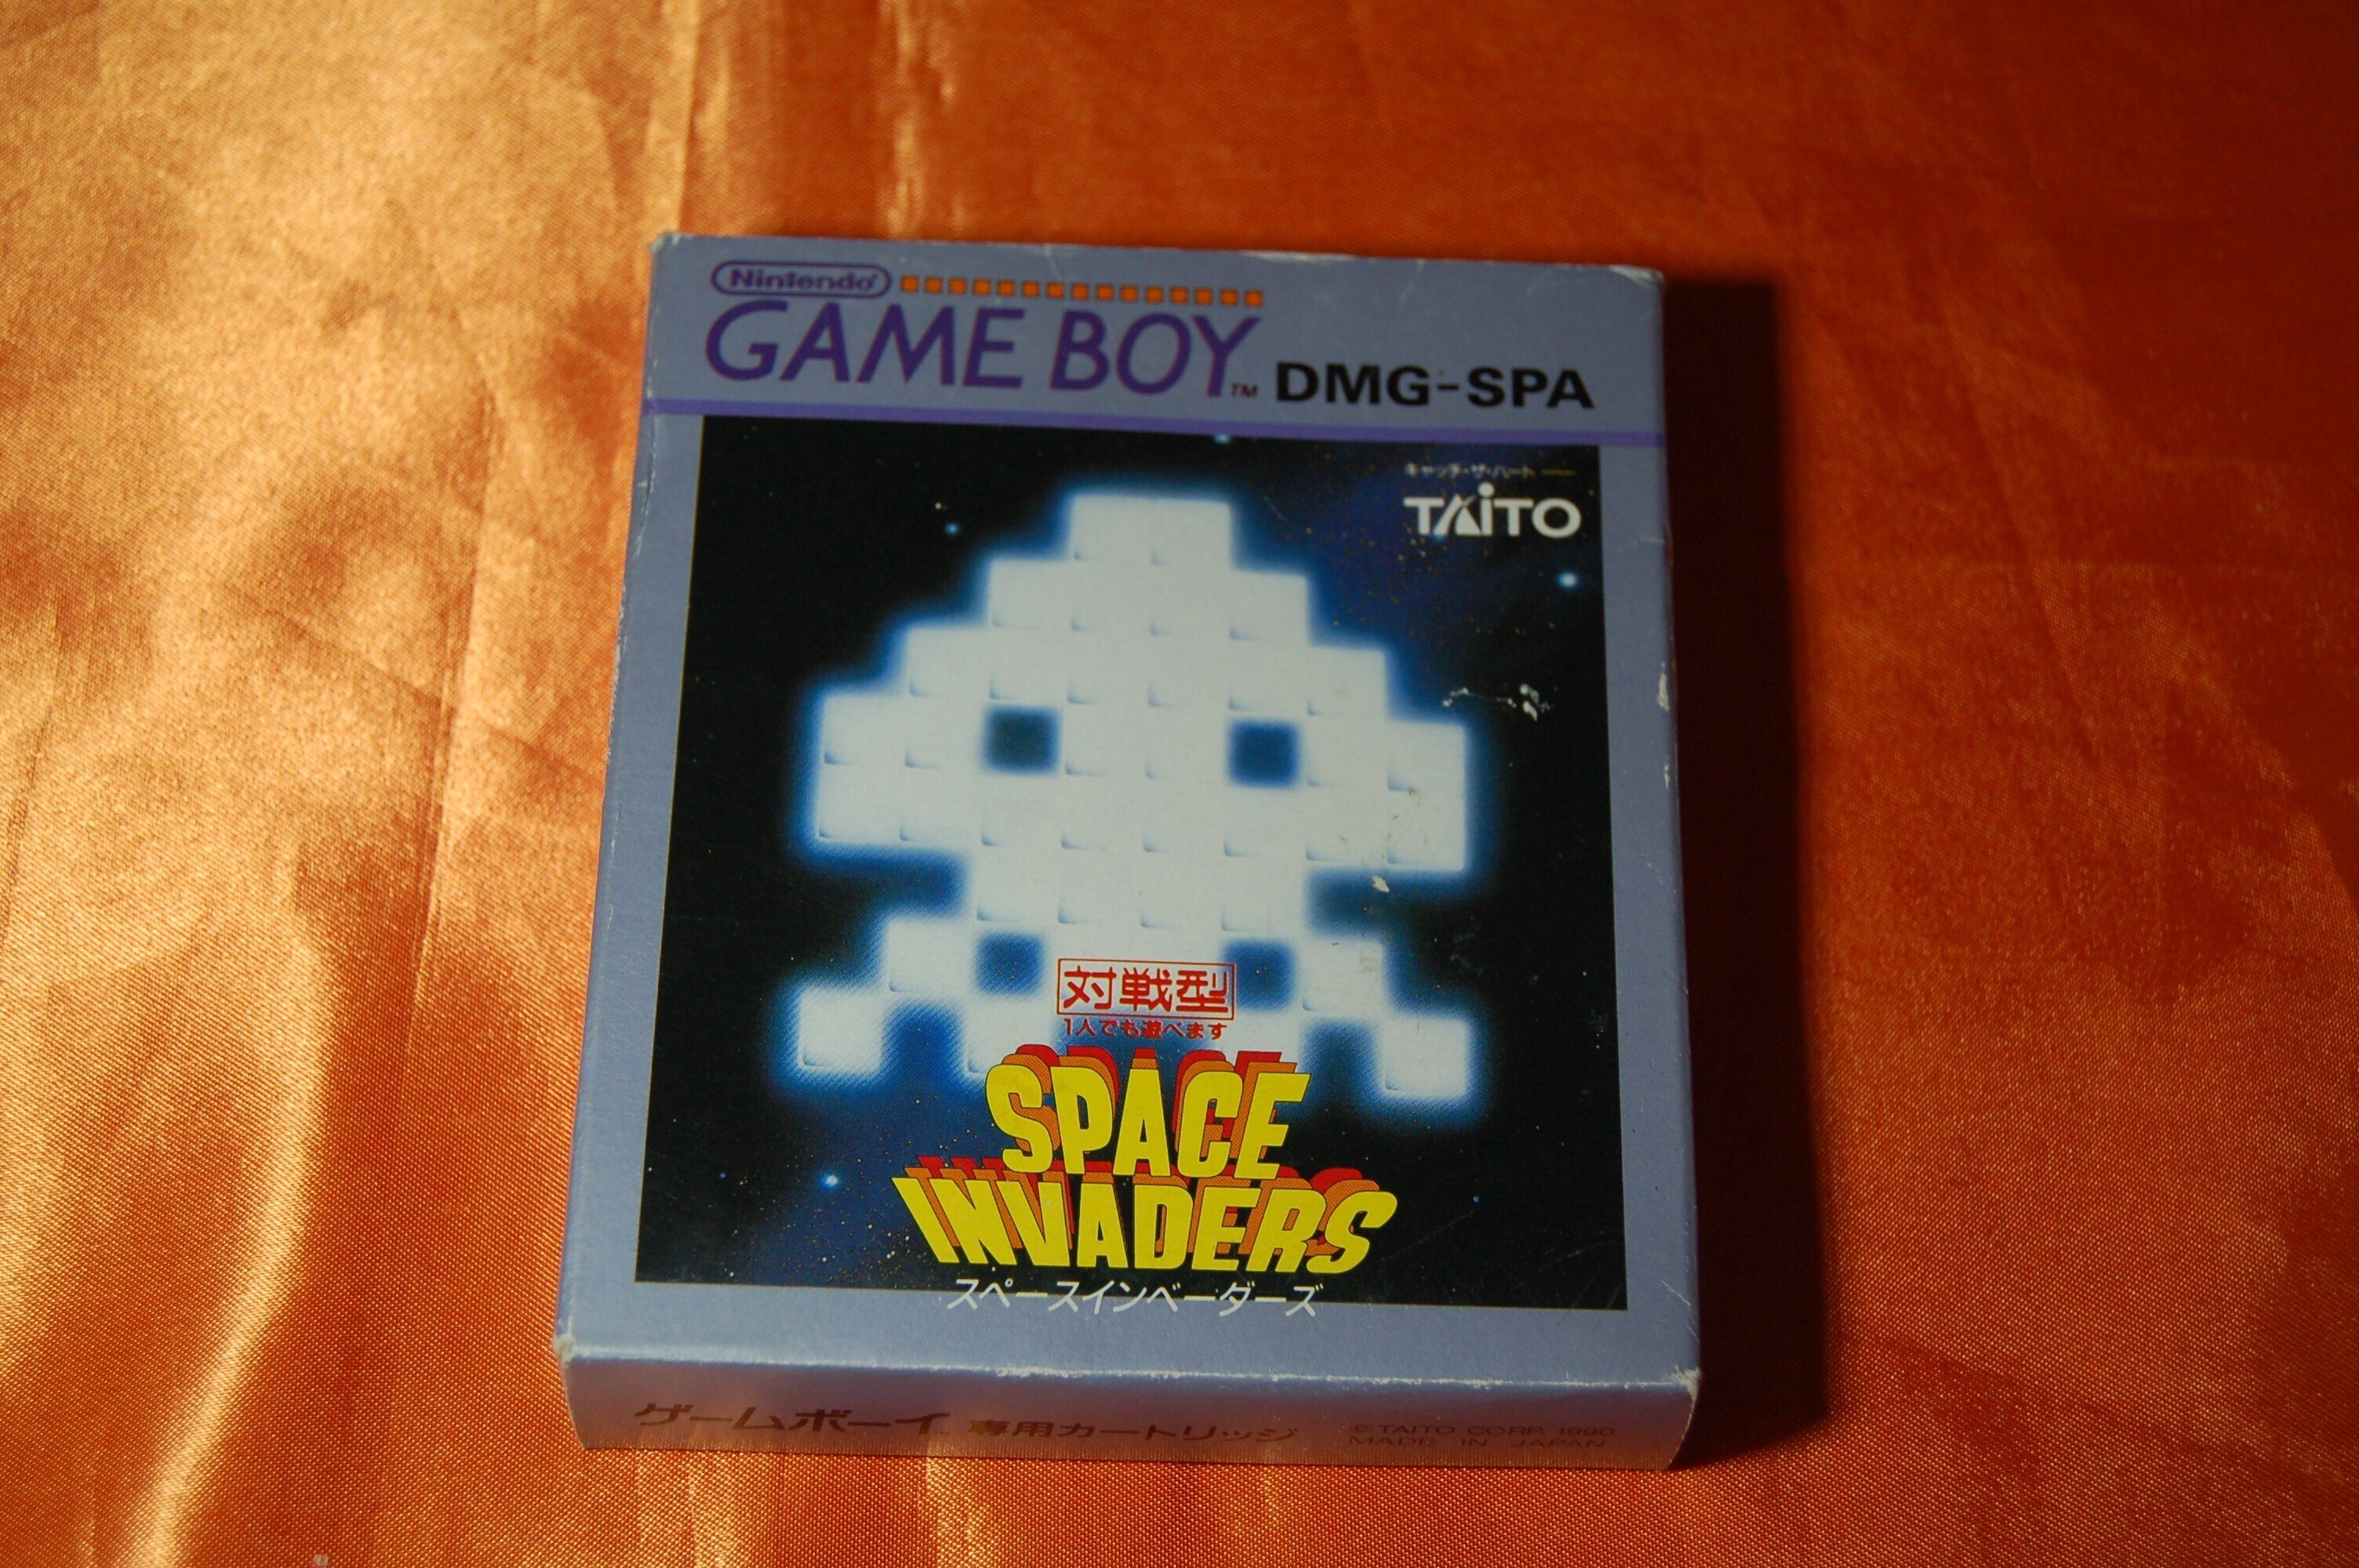 Nintendo
GAME BOY™ DMG-SPA
キャッチ・ザ・ハート
TAITO
対戦型
1人でも遊べます
SPACE
INVADERS
スペースインベーダーズ
ゲームボーイ™ 専用カートリッジ
© TAITO CORP. 1990
MADE IN JAPAN